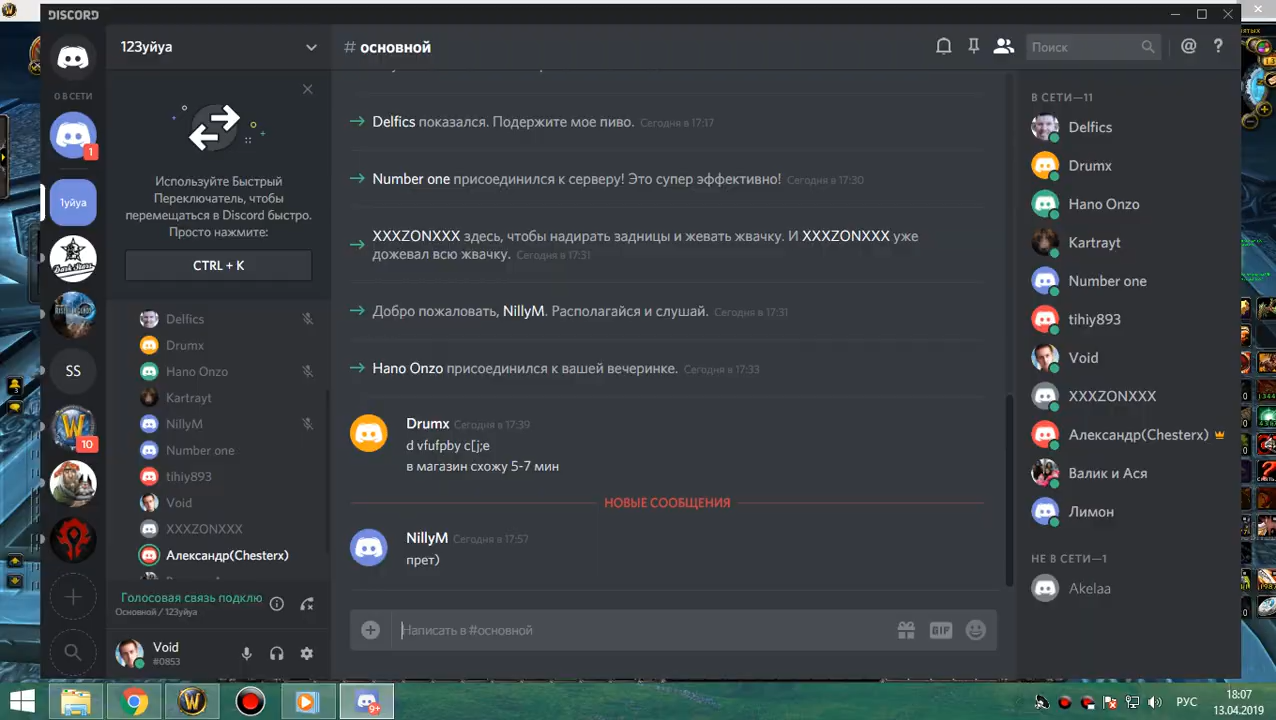 DISCORD
0 В СЕТИ
1
1уйуа
SS
10
123уйуа
Используйте Быстрый
Переключатель, чтобы
перемещаться в Discord быстро.
Просто нажмите:
CTRL + K
Delfics
Drumx
Hano Onzo
Kartrayt
NillyM
Number one
tihiy893
Void
XXXZONXXX
Александр(Chesterx)
Голосовая связь подклю
Основной / 123уйуа
Void
#0853
# основной
Поиск
Delfics показался. Подержите мое пиво. Сегодня в 17:17
Number one присоединился к серверу! Это супер эффективно! Сегодня в 17:30
XXXZONXXX здесь, чтобы надирать задницы и жевать жвачку. И XXXZONXXX уже
дожевал всю жвачку. Сегодня в 17:31
Добро пожаловать, NillyM. Располагайся и слушай. Сегодня в 17:31
Hano Onzo присоединился к вашей вечеринке. Сегодня в 17:33
Drumx Сегодня в 17:39
d vfufpby c[j;e
в магазин схожу 5-7 мин
НОВЫЕ СООБЩЕНИЯ
NillyM Сегодня в 17:57
прет)
Написать в #основной
GIF
В СЕТИ—11
Delfics
Drumx
Hano Onzo
Kartrayt
Number one
tihiy893
Void
XXXZONXXX
Александр(Chesterx)
Валик и Ася
Лимон
НЕ В СЕТИ—1
Akelaa
9+
РУС
18:07
13.04.2019